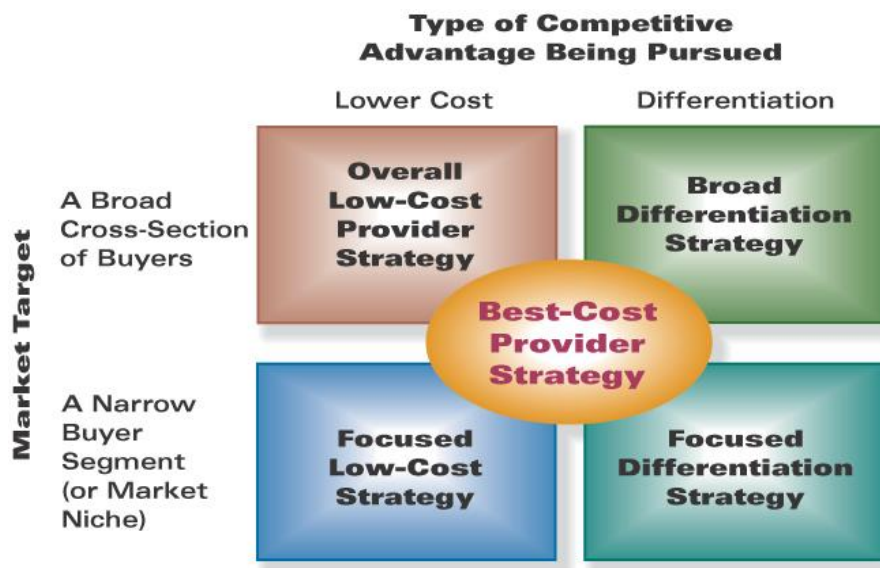 Type of Competitive
Advantage Being Pursued
Lower Cost
Differentiation
Market Target
A Broad
Cross-Section
of Buyers
Overall
Low-Cost
Provider
Strategy
Broad
Differentiation
Strategy
Best-Cost
Provider
Strategy
A Narrow
Buyer
Segment
(or Market
Niche)
Focused
Low-Cost
Strategy
Focused
Differentiation
Strategy